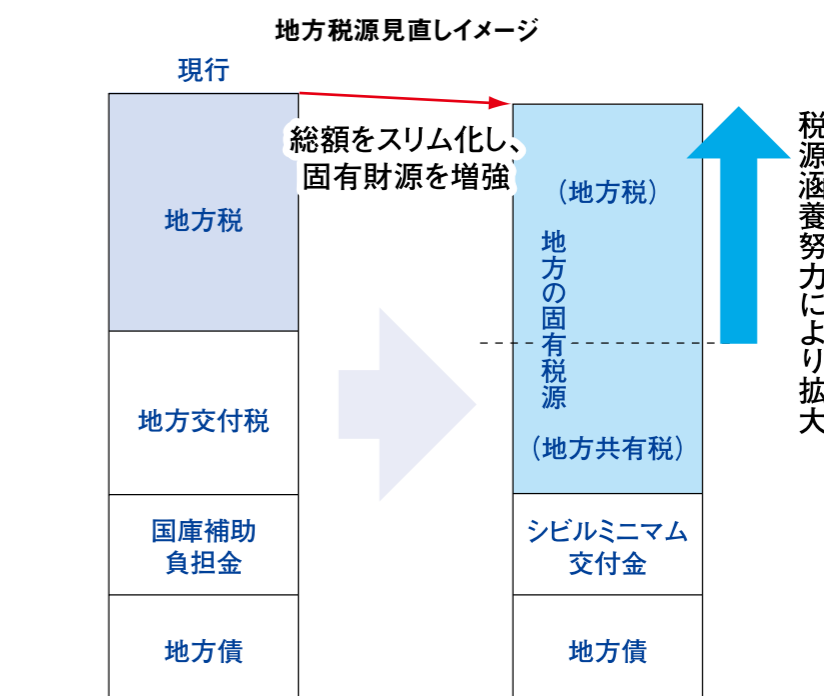 地方税源見直しイメージ
現行
総額をスリム化し、
固有財源を増強
地方税
地方交付税
国庫補助
負担金
地方債
（地方税）
地方の固有税源
（地方共有税）
シビルミニマム
交付金
地方債
税源涵養努力により拡大